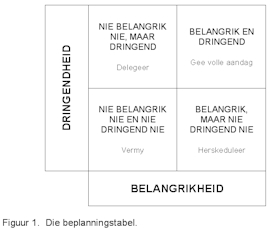 NIE BELANGRIK
NIE, MAAR
DRINGEND
Delegeer
BELANGRIK EN
DRINGEND
Gee volle aandag
DRINGENDHEID
NIE BELANGRIK
NIE EN NIE
DRINGEND NIE
Vermy
BELANGRIK,
MAAR NIE
DRINGEND NIE
Herskeduleer
BELANGRIKHEID
Figuur 1. Die beplanningstabel.